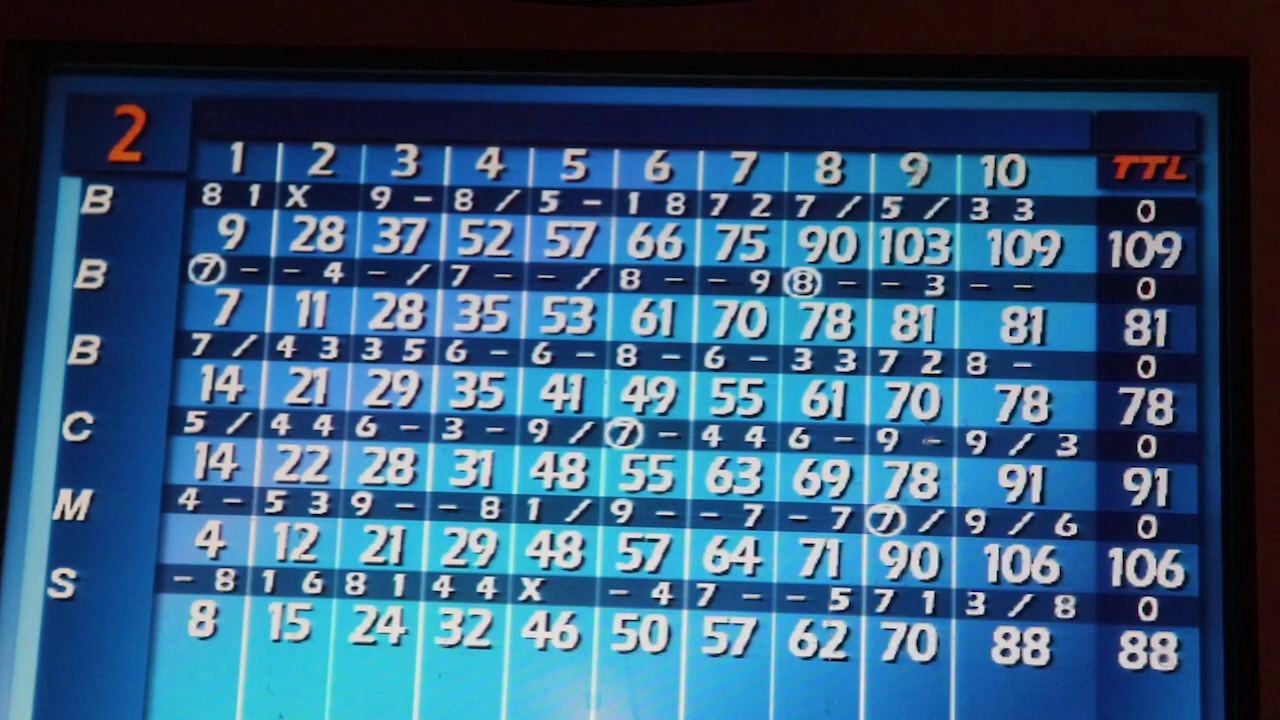 2
1 2 3 4 5 6 7 8 9 10 TTL
B 8 1 X 9 - 8 / 5 - 1 8 7 2 7 / 5 / 3 3 0
9 28 37 52 57 66 75 90 103 109 109
B 7 - - 4 - / 7 - - / 8 - - 9 8 - - 3 - - 0
7 11 28 35 53 61 70 78 81 81 81
B 7 / 4 3 3 5 6 - 6 - 8 - 6 - 3 3 7 2 8 - 0
14 21 29 35 41 49 55 61 70 78 78
C 5 / 4 4 6 - 3 - 9 / 7 - 4 4 6 - 9 - 9 / 3 0
14 22 28 31 48 55 63 69 78 91 91
M 4 - 5 3 9 - - 8 1 / 9 - - 7 - 7 7 / 9 / 6 0
4 12 21 29 48 57 64 71 90 106 106
S - 8 1 6 8 1 4 4 X - 4 7 - - 5 7 1 3 / 8 0
8 15 24 32 46 50 57 62 70 88 88